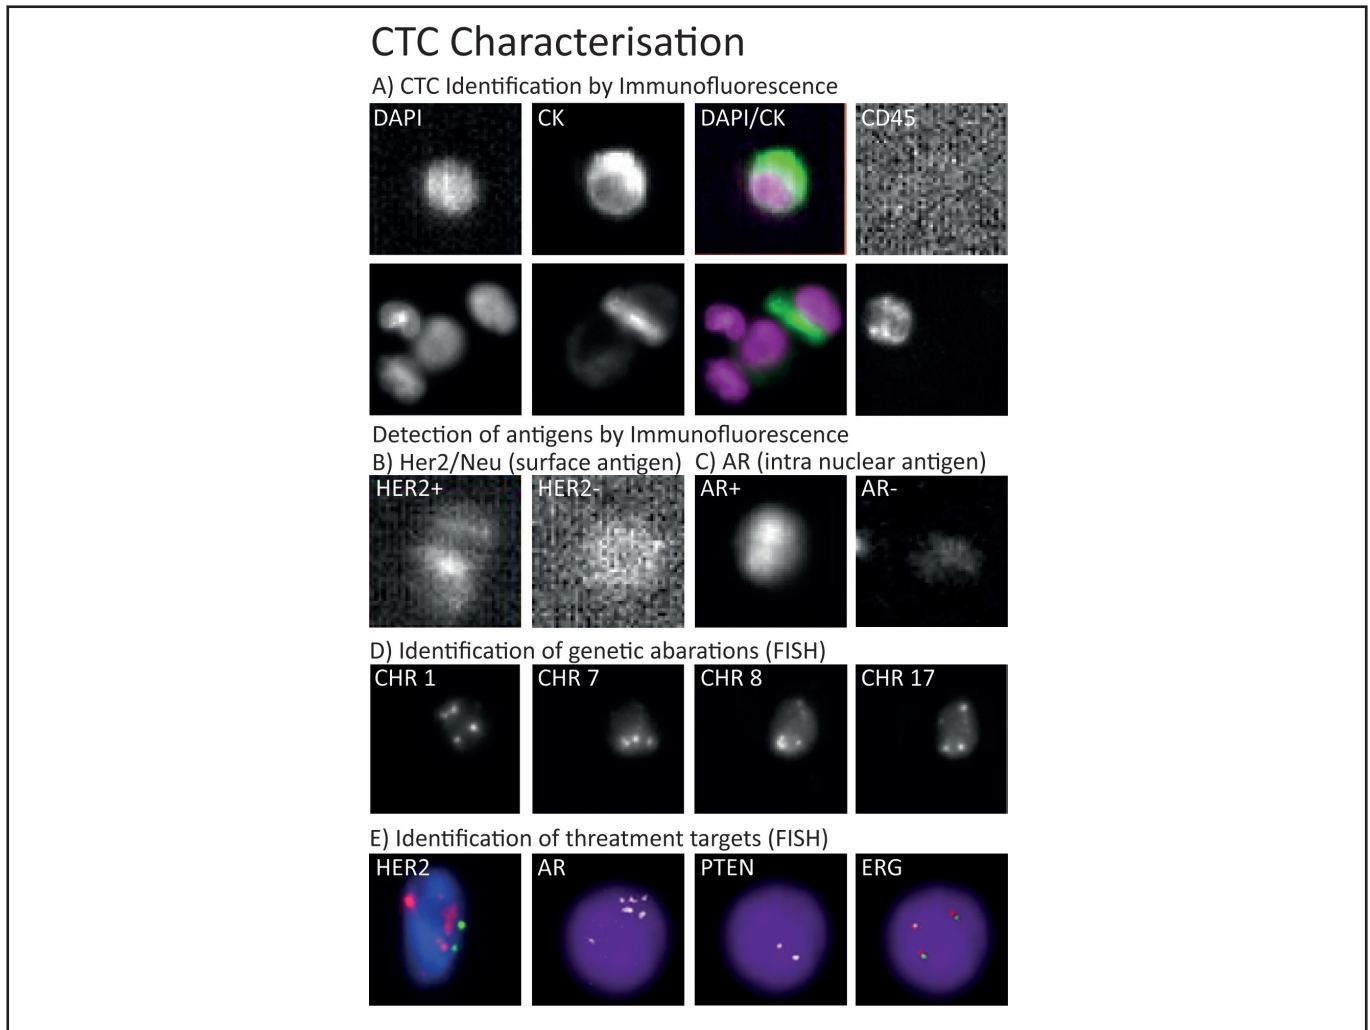 CTC Characterisation
A) CTC Identification by Immunofluorescence
DAPI CK DAPI/CK CD45
Detection of antigens by Immunofluorescence
B) Her2/Neu (surface antigen) C) AR (intra nuclear antigen)
HER2+ HER2- AR+ AR-
D) Identification of genetic abarations (FISH)
CHR 1 CHR 7 CHR 8 CHR 17
E) Identification of threatment targets (FISH)
HER2 AR PTEN ERG